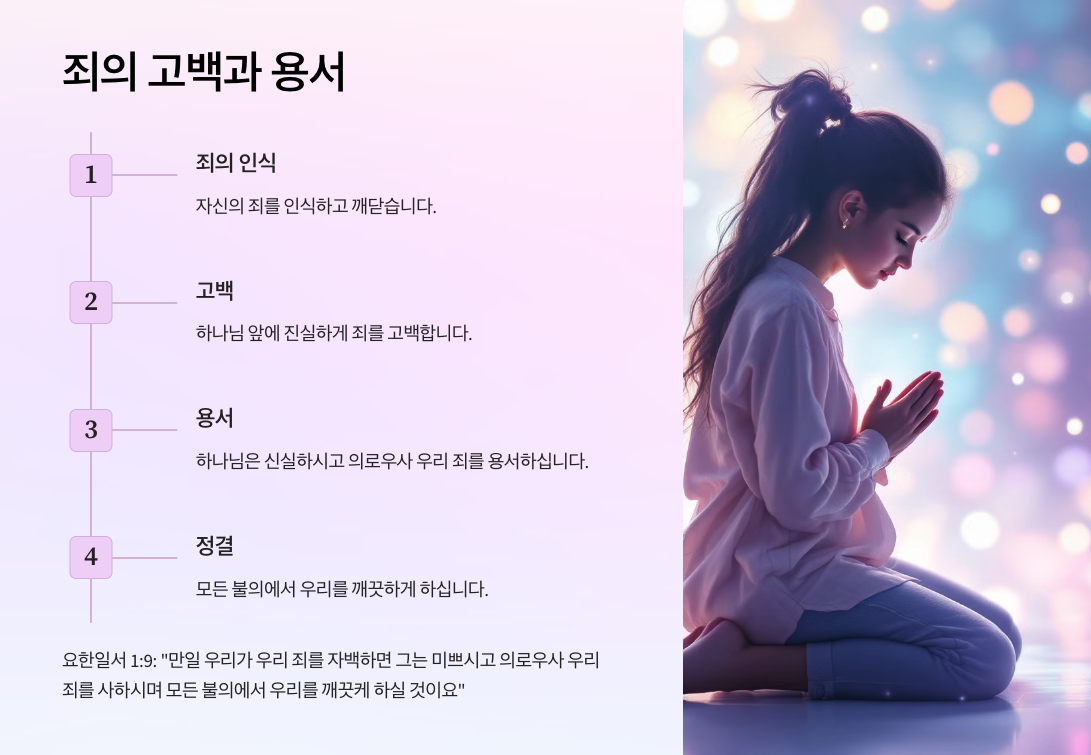 죄의 고백과 용서
1
죄의 인식
자신의 죄를 인식하고 깨닫습니다.
2
고백
하나님 앞에 진실하게 죄를 고백합니다.
3
용서
하나님은 신실하시고 의로우사 우리 죄를 용서하십니다.
4
정결
모든 불의에서 우리를 깨끗하게 하십니다.
요한일서 1:9: "만일 우리가 우리 죄를 자백하면 그는 미쁘시고 의로우사 우리
죄를 사하시며 모든 불의에서 우리를 깨끗케 하실 것이요"